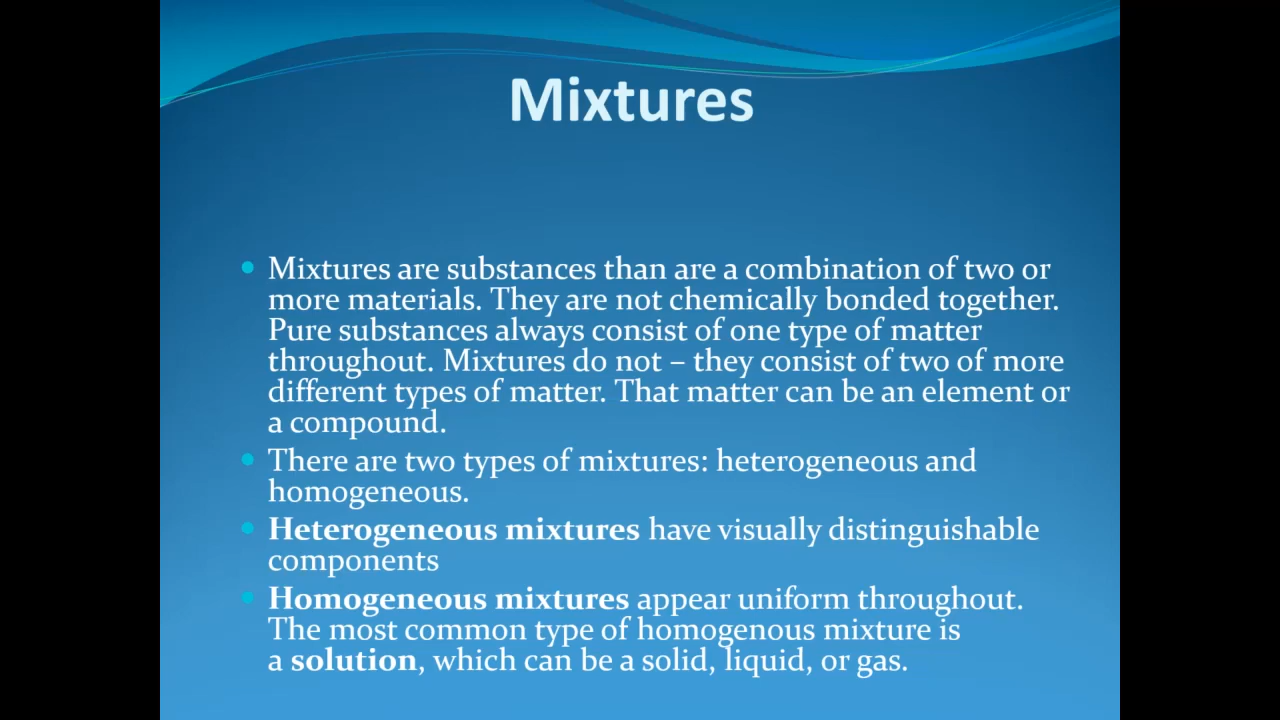 Mixtures
• Mixtures are substances than are a combination of two or
more materials. They are not chemically bonded together.
Pure substances always consist of one type of matter
throughout. Mixtures do not – they consist of two of more
different types of matter. That matter can be an element or
a compound.
• There are two types of mixtures: heterogeneous and
homogeneous.
• Heterogeneous mixtures have visually distinguishable
components
• Homogeneous mixtures appear uniform throughout.
The most common type of homogenous mixture is
a solution, which can be a solid, liquid, or gas.